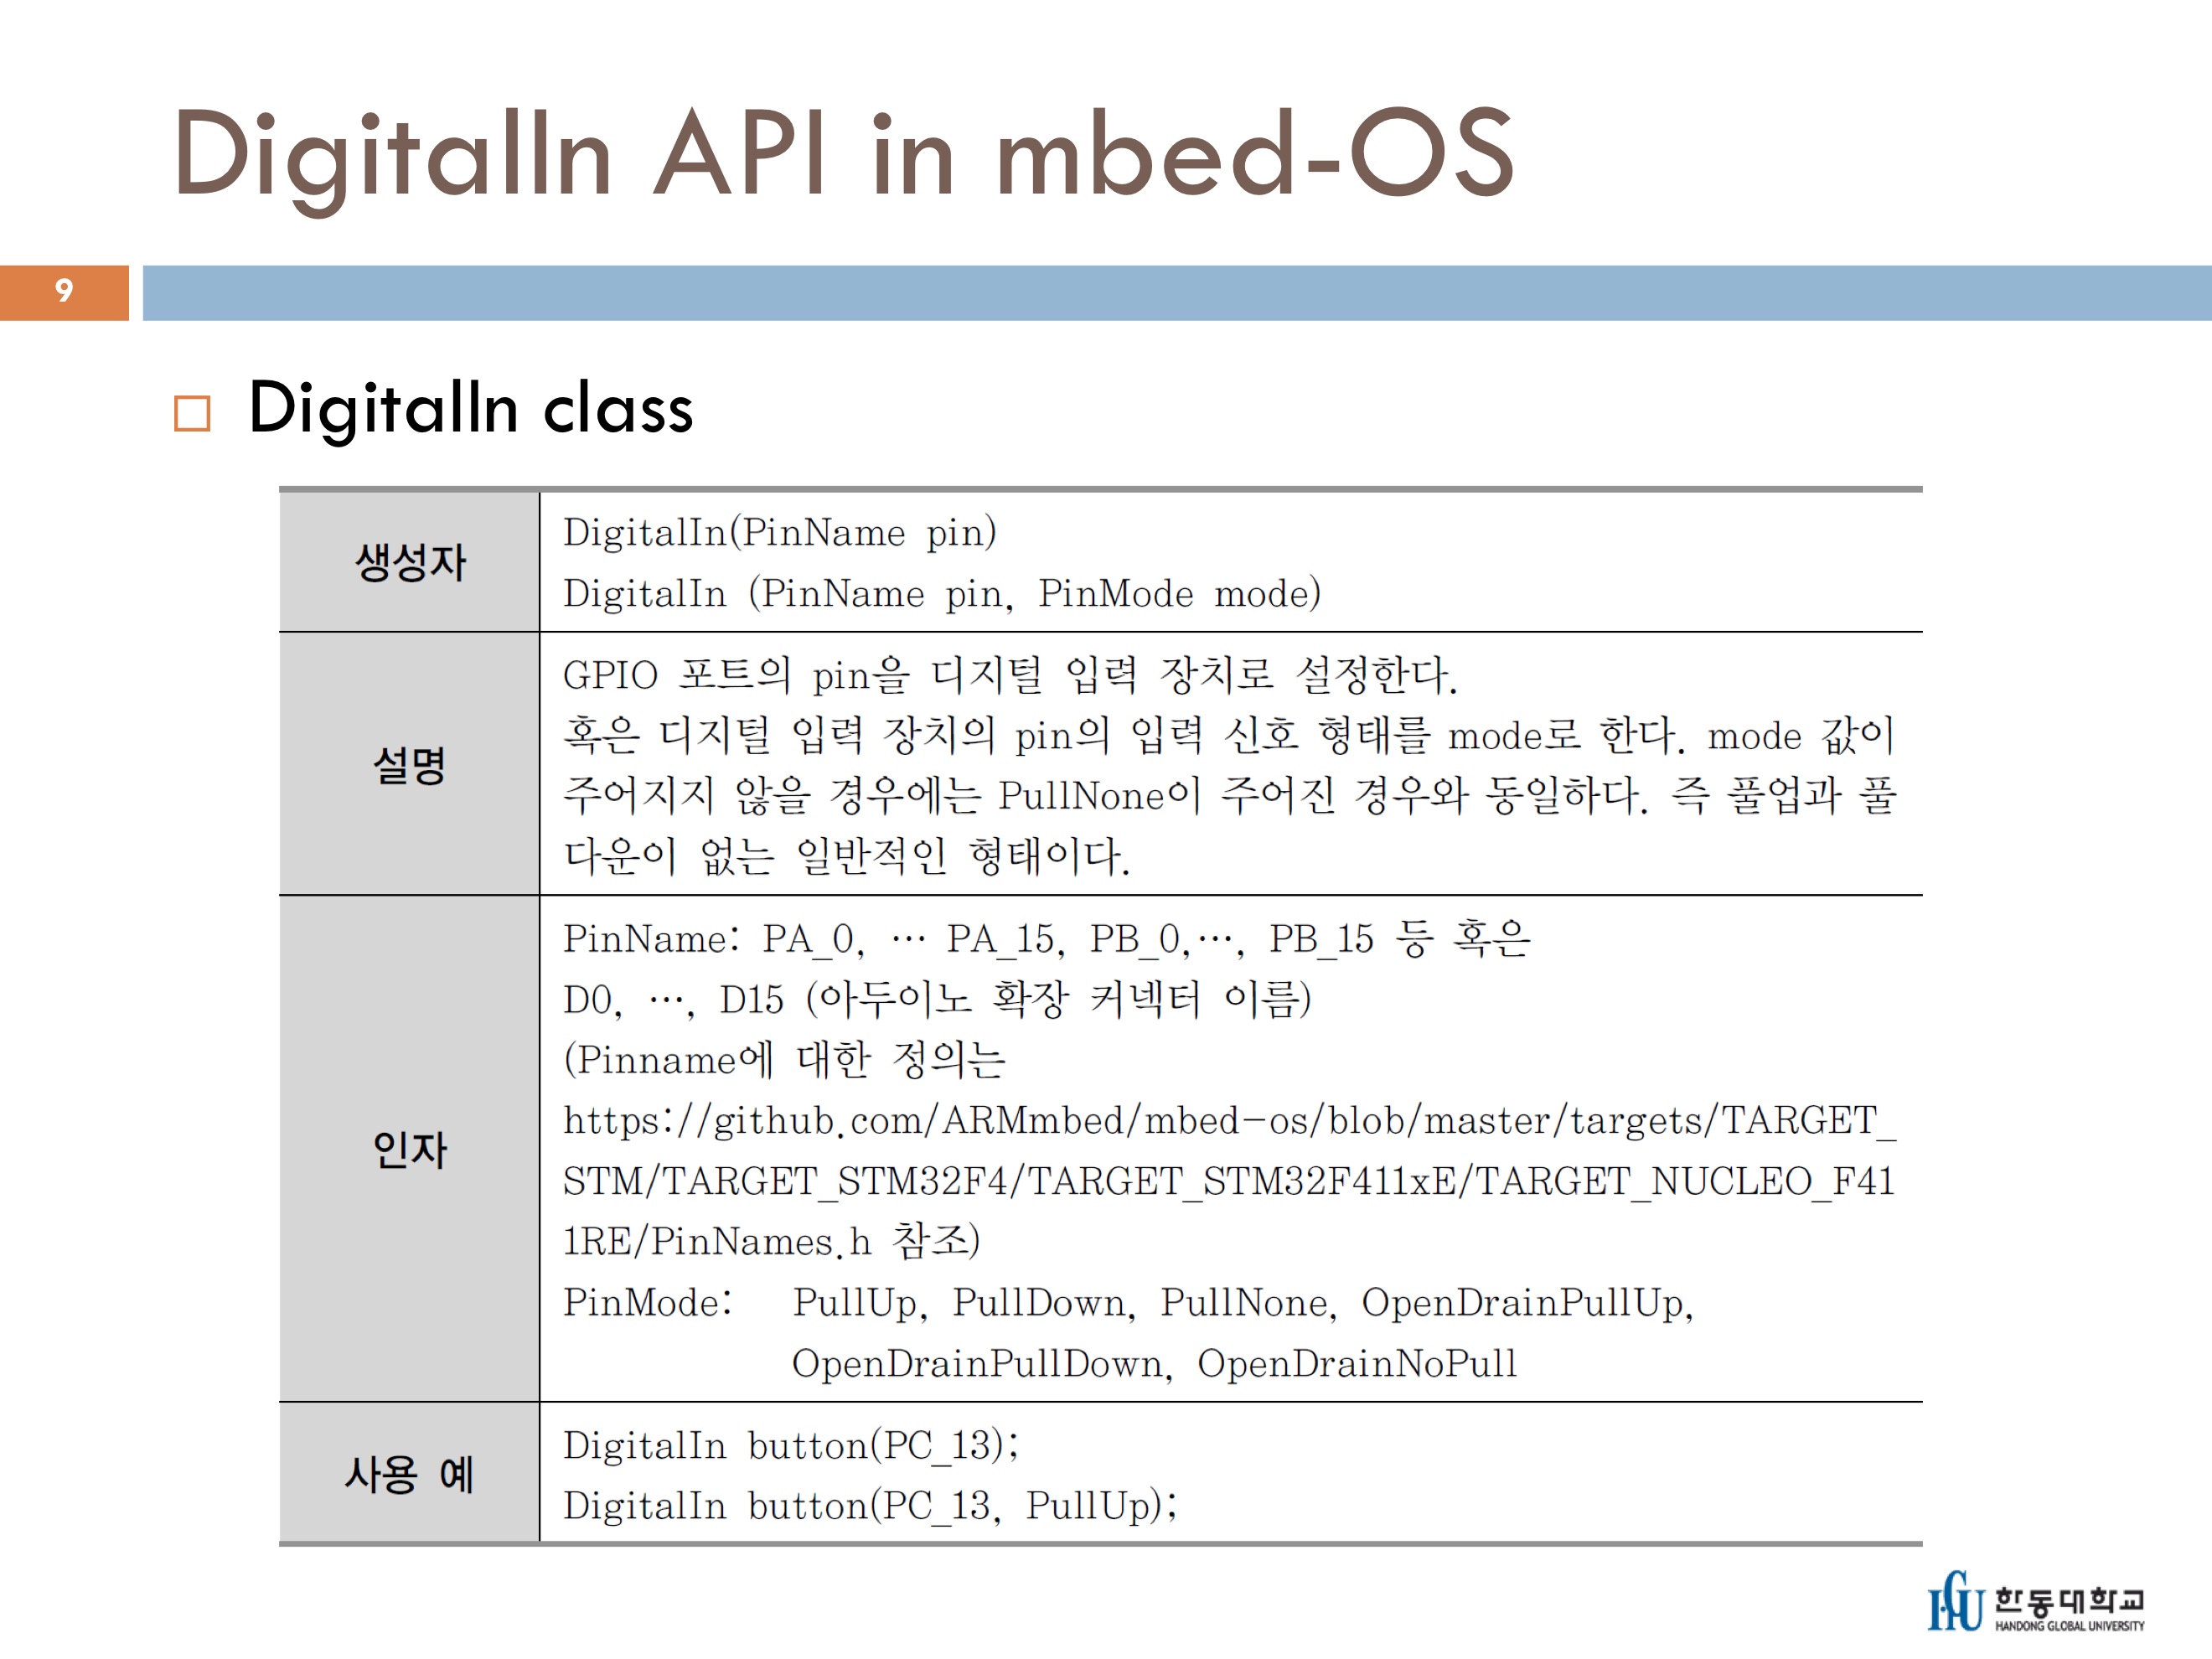 DigitalIn API in mbed-OS
9
DigitalIn class
생성자
DigitalIn(PinName pin)
DigitalIn (PinName pin, PinMode mode)
설명
GPIO 포트의 pin을 디지털 입력 장치로 설정한다.
혹은 디지털 입력 장치의 pin의 입력 신호 형태를 mode로 한다. mode 값이
주어지지 않을 경우에는 PullNone이 주어진 경우와 동일하다. 즉 풀업과 풀
다운이 없는 일반적인 형태이다.
인자
PinName: PA_0, … PA_15, PB_0,…, PB_15 등 혹은
D0, …, D15 (아두이노 확장 커넥터 이름)
(Pinname에 대한 정의는
https://github.com/ARMmbed/mbed-os/blob/master/targets/TARGET_
STM/TARGET_STM32F4/TARGET_STM32F411xE/TARGET_NUCLEO_F41
1RE/PinNames.h 참조)
PinMode: PullUp, PullDown, PullNone, OpenDrainPullUp,
OpenDrainPullDown, OpenDrainNoPull
사용 예
DigitalIn button(PC_13);
DigitalIn button(PC_13, PullUp);
HGU 한동대학교
HANDONG GLOBAL UNIVERSITY